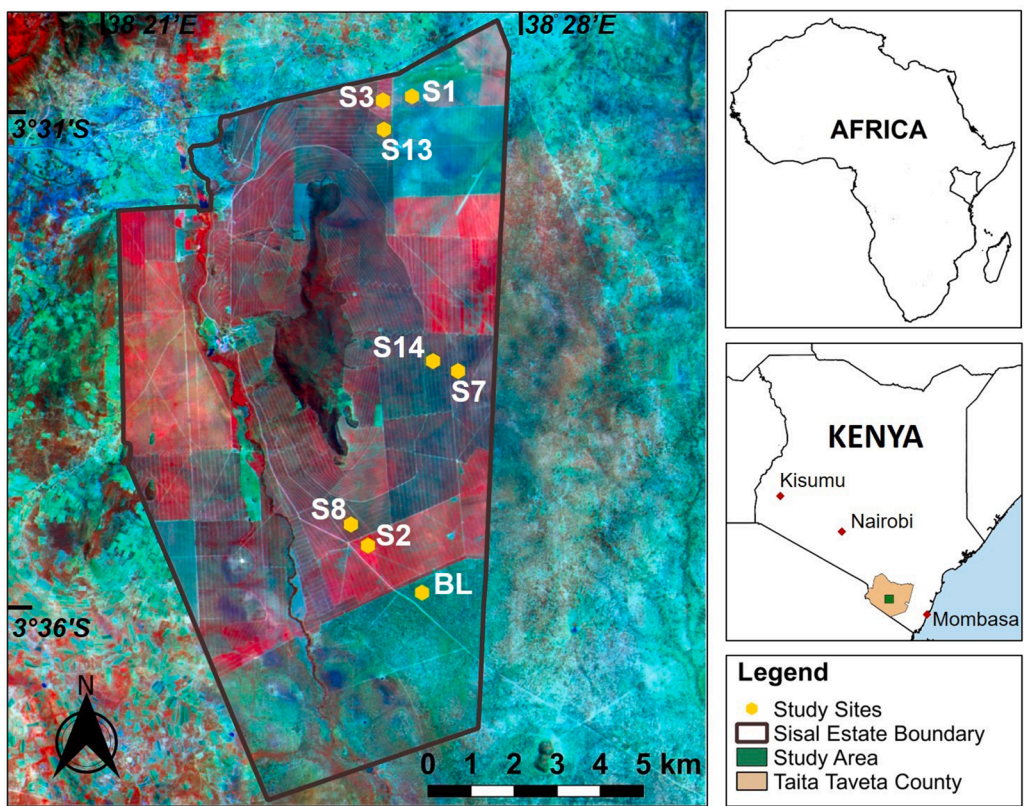 38 21'E
38 28'E
3°31'S
S3
S1
S13
S14
S7
S8
S2
BL
3°36'S
N
0 1 2 3 4 5 km
AFRICA
KENYA
Kisumu
Nairobi
Mombasa
Legend
Study Sites
Sisal Estate Boundary
Study Area
Taita Taveta County